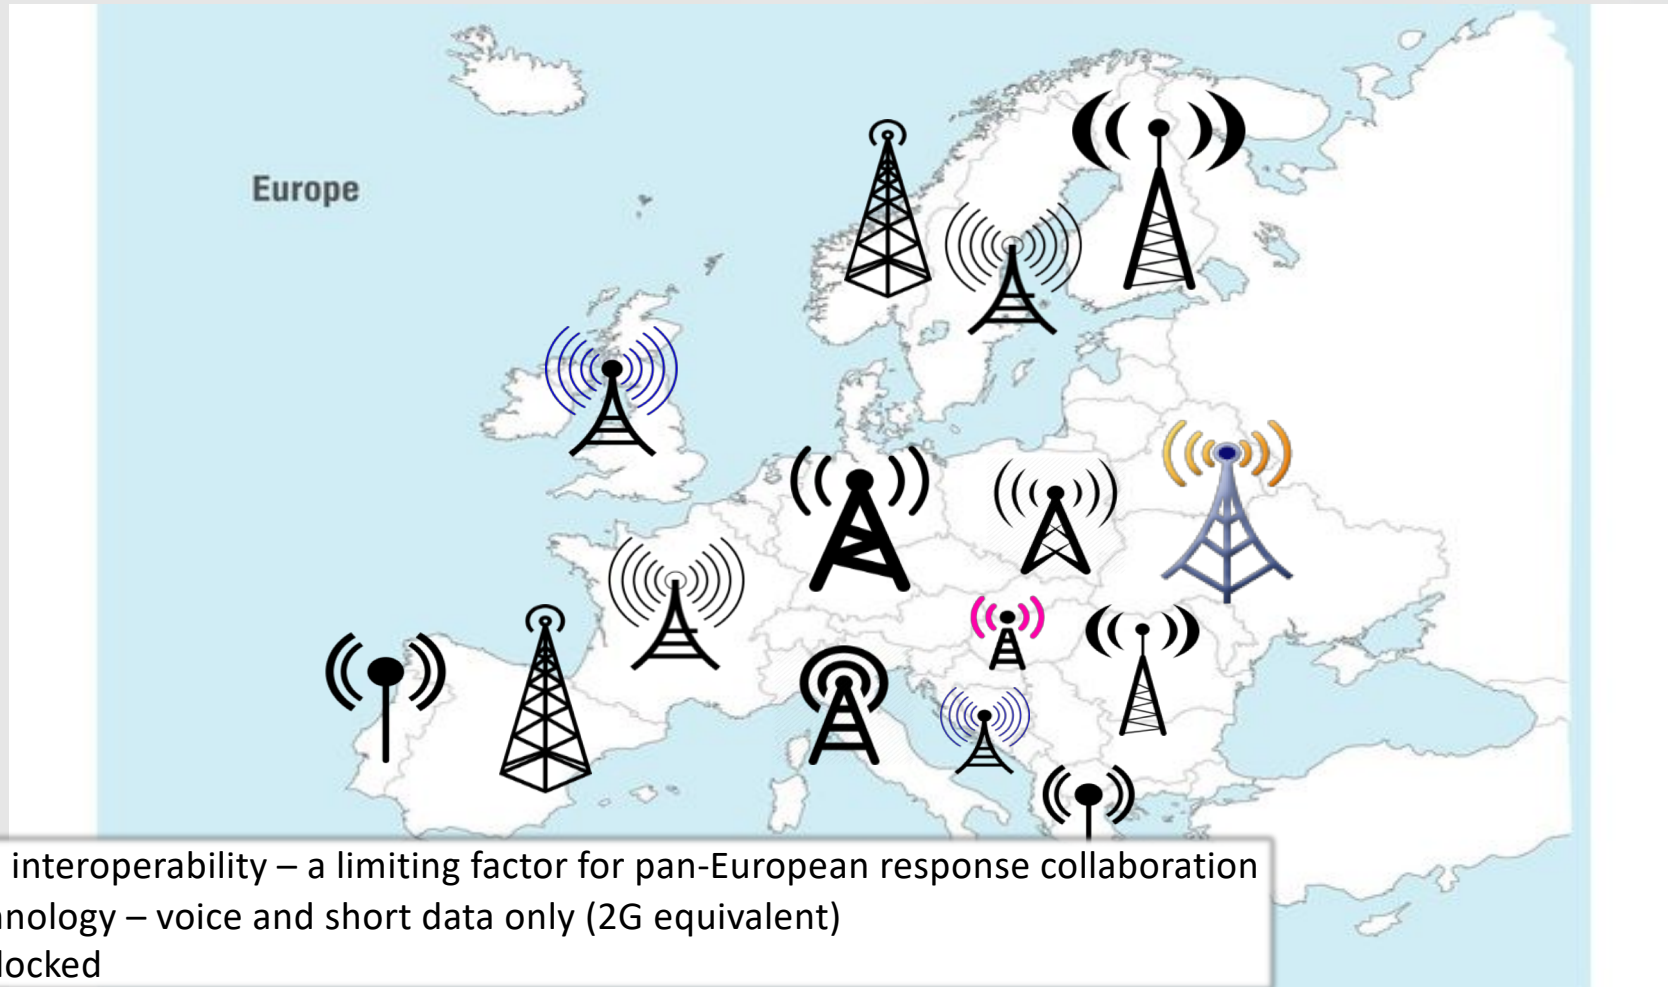 Europe
interoperability – a limiting factor for pan-European response collaboration
nology – voice and short data only (2G equivalent)
locked